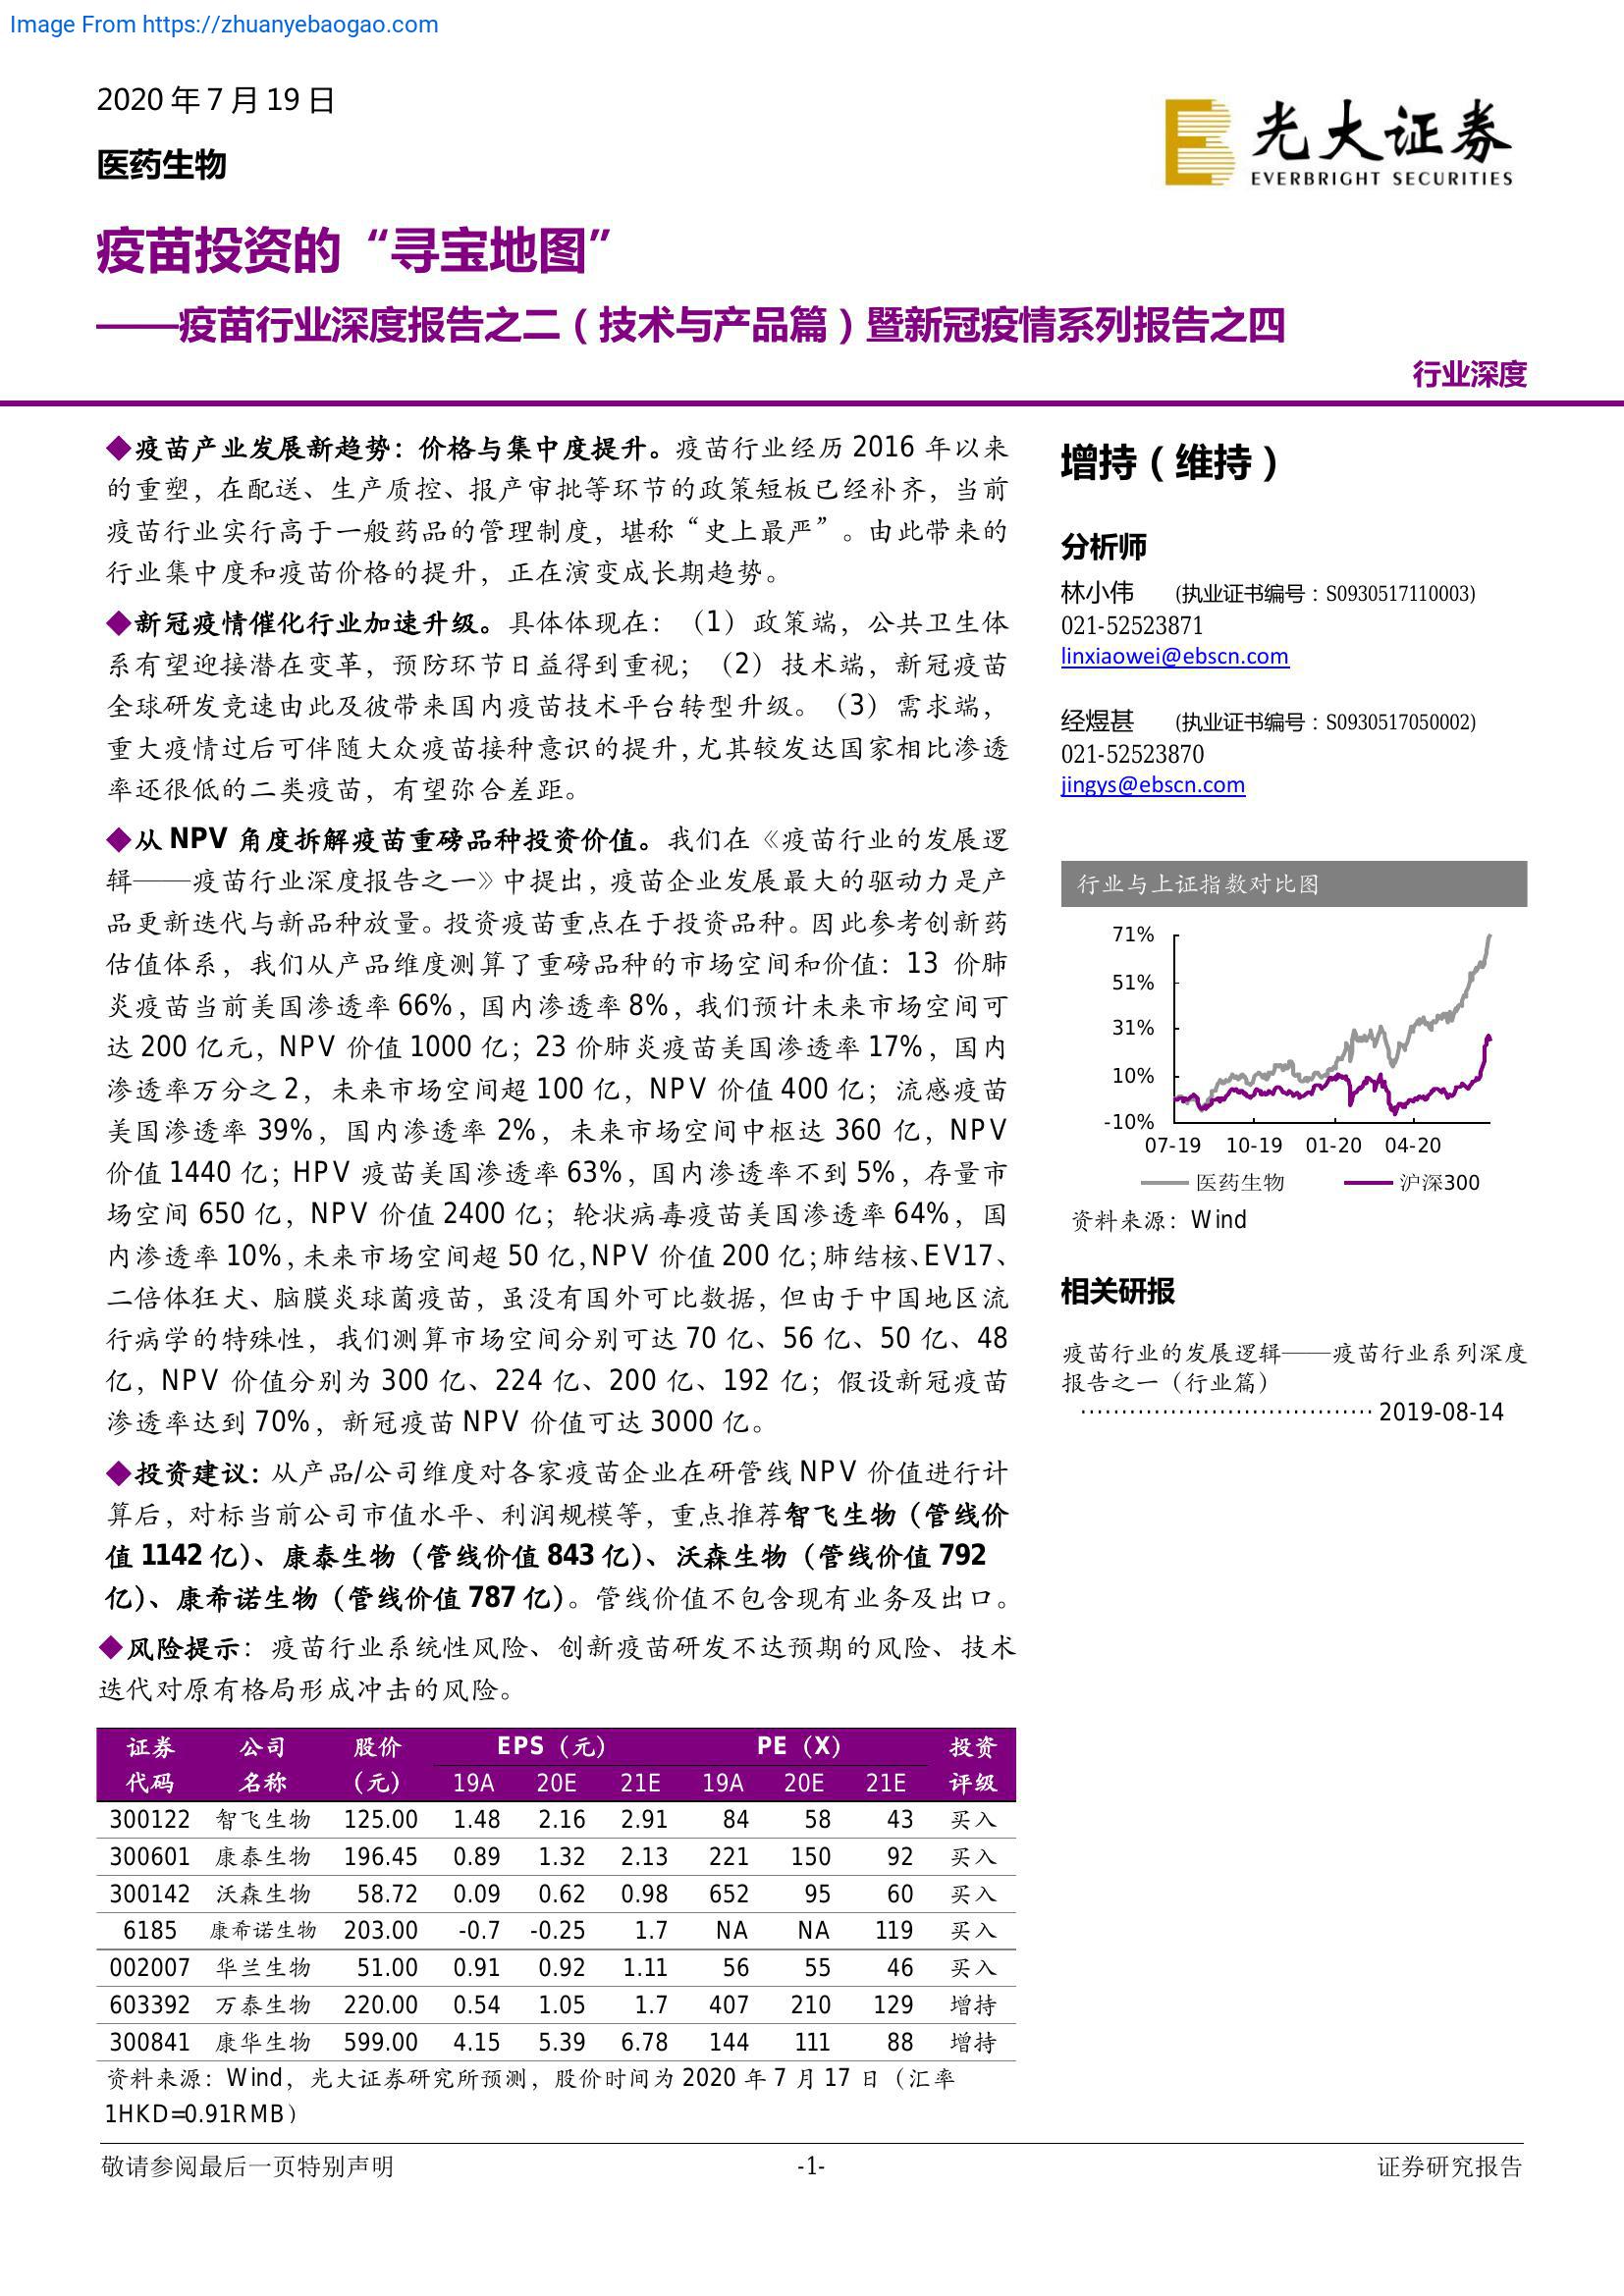 Image From https://zhuanyebaogao.com
2020 年 7 月 19 日
医药生物
光大证券
EVERBRIGHT SECURITIES
疫苗投资的“寻宝地图”
——疫苗行业深度报告之二（技术与产品篇）暨新冠疫情系列报告之四
行业深度
◆疫苗产业发展新趋势：价格与集中度提升。疫苗行业经历 2016 年以来
的重塑，在配送、生产质控、报产审批等环节的政策短板已经补齐，当前
疫苗行业实行高于一般药品的管理制度，堪称“史上最严”。由此带来的
行业集中度和疫苗价格的提升，正在演变成长期趋势。
◆新冠疫情催化行业加速升级。具体体现在：（1）政策端，公共卫生体
系有望迎接潜在变革，预防环节日益得到重视；（2）技术端，新冠疫苗
全球研发竞速由此及彼带来国内疫苗技术平台转型升级。（3）需求端，
重大疫情过后可伴随大众疫苗接种意识的提升，尤其较发达国家相比渗透
率还很低的二类疫苗，有望弥合差距。
◆从 NPV 角度拆解疫苗重磅品种投资价值。我们在《疫苗行业的发展逻
辑——疫苗行业深度报告之一》中提出，疫苗企业发展最大的驱动力是产
品更新迭代与新品种放量。投资疫苗重点在于投资品种。因此参考创新药
估值体系，我们从产品维度测算了重磅品种的市场空间和价值：13 价肺
炎疫苗当前美国渗透率 66%，国内渗透率 8%，我们预计未来市场空间可
达 200 亿元，NPV 价值 1000 亿；23 价肺炎疫苗美国渗透率 17%，国内
渗透率万分之 2，未来市场空间超 100 亿，NPV 价值 400 亿；流感疫苗
美国渗透率 39%，国内渗透率 2%，未来市场空间中枢达 360 亿，NPV
价值 1440 亿；HPV 疫苗美国渗透率 63%，国内渗透率不到 5%，存量市
场空间 650 亿，NPV 价值 2400 亿；轮状病毒疫苗美国渗透率 64%，国
内渗透率 10%，未来市场空间超 50 亿，NPV 价值 200 亿；肺结核、EV17、
二倍体狂犬、脑膜炎球菌疫苗，虽没有国外可比数据，但由于中国地区流
行病学的特殊性，我们测算市场空间分别可达 70 亿、56 亿、50 亿、48
亿，NPV 价值分别为 300 亿、224 亿、200 亿、192 亿；假设新冠疫苗
渗透率达到 70%，新冠疫苗 NPV 价值可达 3000 亿。
◆投资建议：从产品/公司维度对各家疫苗企业在研管线 NPV 价值进行计
算后，对标当前公司市值水平、利润规模等，重点推荐智飞生物（管线价
值 1142 亿）、康泰生物（管线价值 843 亿）、沃森生物（管线价值 792
亿）、康希诺生物（管线价值 787 亿）。管线价值不包含现有业务及出口。
◆风险提示：疫苗行业系统性风险、创新疫苗研发不达预期的风险、技术
迭代对原有格局形成冲击的风险。
证券 公司 股价 EPS（元） PE（X） 投资
代码 名称 （元） 19A 20E 21E 19A 20E 21E 评级
300122 智飞生物 125.00 1.48 2.16 2.91 84 58 43 买入
300601 康泰生物 196.45 0.89 1.32 2.13 221 150 92 买入
300142 沃森生物 58.72 0.09 0.62 0.98 652 95 60 买入
6185 康希诺生物 203.00 -0.7 -0.25 1.7 NA NA 119 买入
002007 华兰生物 51.00 0.91 0.92 1.11 56 55 46 买入
603392 万泰生物 220.00 0.54 1.05 1.7 407 210 129 增持
300841 康华生物 599.00 4.15 5.39 6.78 144 111 88 增持
资料来源：Wind，光大证券研究所预测，股价时间为 2020 年 7 月 17 日（汇率
1HKD=0.91RMB）
增持（维持）
分析师
林小伟 （执业证书编号：S0930517110003)
021-52523871
linxiaowei@ebscn.com
经煜甚 （执业证书编号：S0930517050002)
021-52523870
jingys@ebscn.com
行业与上证指数对比图
71%
51%
31%
10%
-10%
07-19 10-19 01-20 04-20
医药生物 沪深300
资料来源：Wind
相关研报
疫苗行业的发展逻辑——疫苗行业系列深度
报告之一（行业篇）
···································· 2019-08-14
敬请参阅最后一页特别声明 -1- 证券研究报告